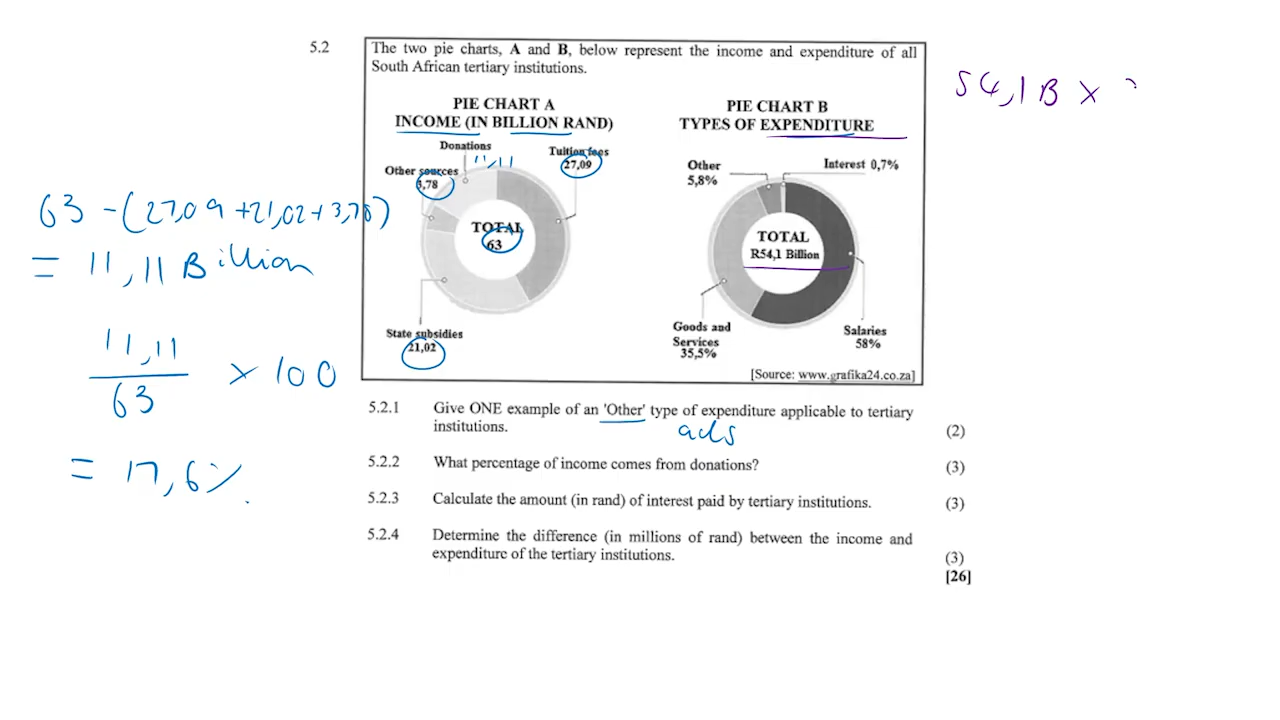 5.2 The two pie charts, A and B, below represent the income and expenditure of all
South African tertiary institutions.
PIE CHART A
INCOME (IN BILLION RAND)
Donations
11,11
Tuition fees
27,09
Other sources
3,78
TOTAL
63
State subsidies
21,02
PIE CHART B
TYPES OF EXPENDITURE
Other
5,8%
Interest 0,7%
TOTAL
R54,1 Billion
Goods and
Services
35,5%
Salaries
58%
[Source: www.grafika24.co.za]
54,1 B ×
63 - (27,09 + 21,02 + 3,78)
= 11,11 Billion
11,11
63
× 100
= 17,6%
5.2.1 Give ONE example of an 'Other' type of expenditure applicable to tertiary
institutions. (2)
ads
5.2.2 What percentage of income comes from donations? (3)
5.2.3 Calculate the amount (in rand) of interest paid by tertiary institutions. (3)
5.2.4 Determine the difference (in millions of rand) between the income and
expenditure of the tertiary institutions. (3)
[26]